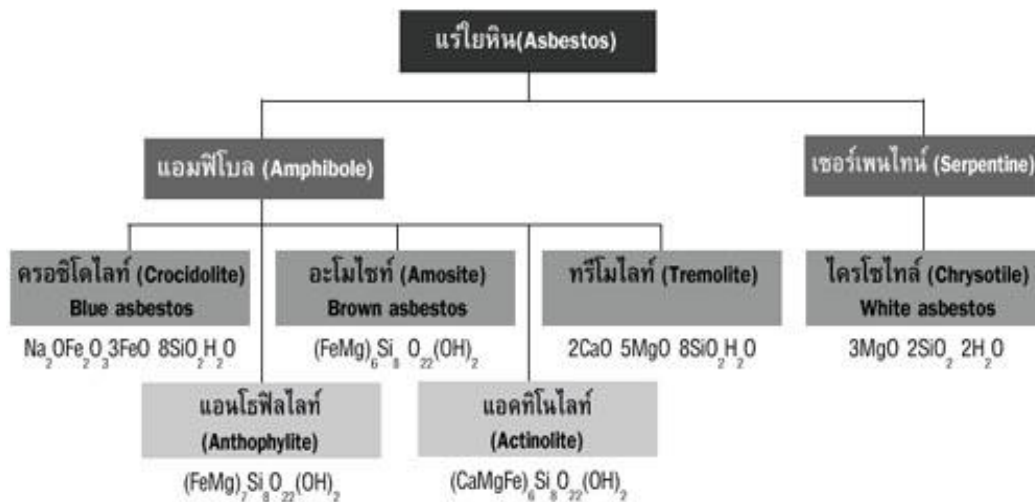 แร่ใยหิน(Asbestos)
แอมฟิโบล (Amphibole)
เซอร์เพนไทน์ (Serpentine)
ครอซิโดไลท์ (Crocidolite)
Blue asbestos
Na₂OFe₂O₃3FeO 8SiO₂H₂O
อะโมไซท์ (Amosite)
Brown asbestos
(FeMg)₆Si₈ O₂₂(OH)₂
ทรีโมไลท์ (Tremolite)
2CaO 5MgO 8SiO₂H₂O
ไครโซไทล์ (Chrysotile)
White asbestos
3MgO 2SiO₂ 2H₂O
แอนโธฟิลไลท์
(Anthophylite)
(FeMg)₇Si₈O₂₂(OH)₂
แอคทิโนไลท์
(Actinolite)
(CaMgFe)₆Si₈O₂₂(OH)₂